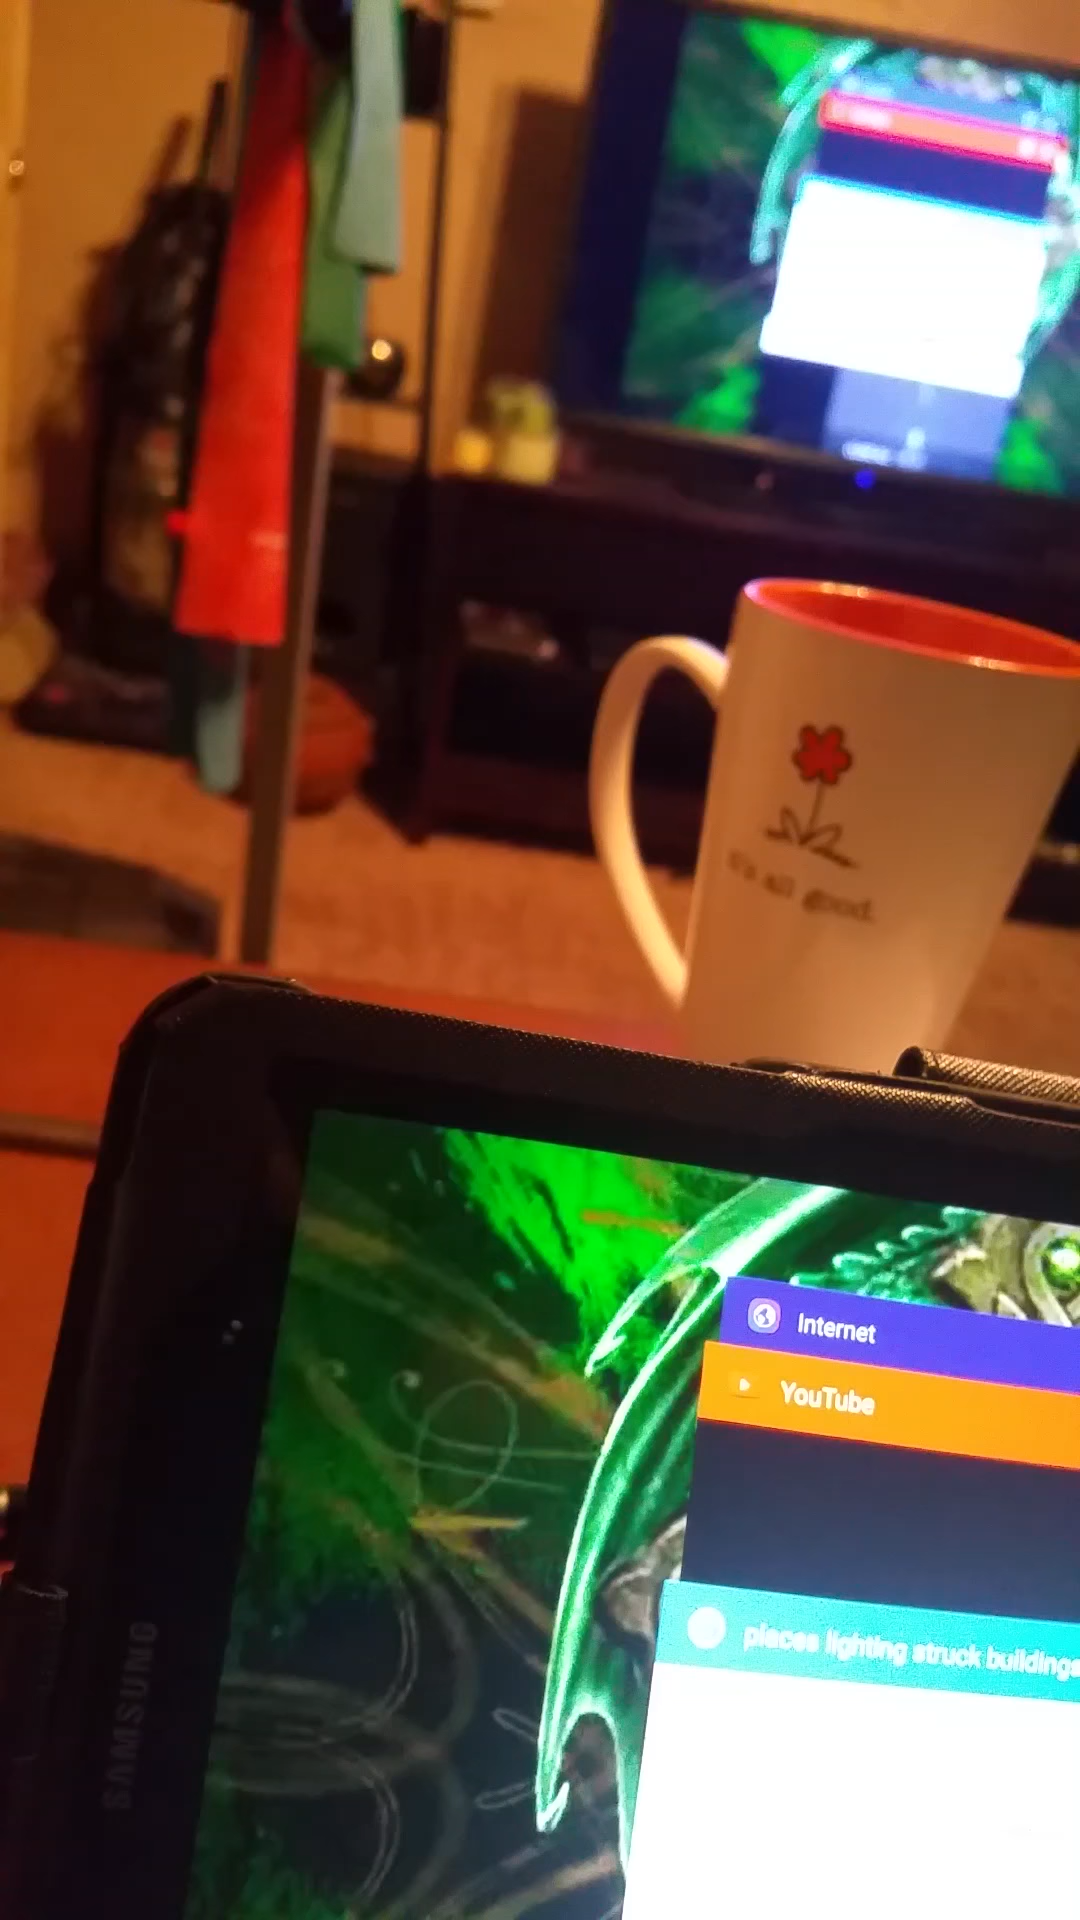 it's all good.
Internet
YouTube
places lighting struck buildings
SAMSUNG